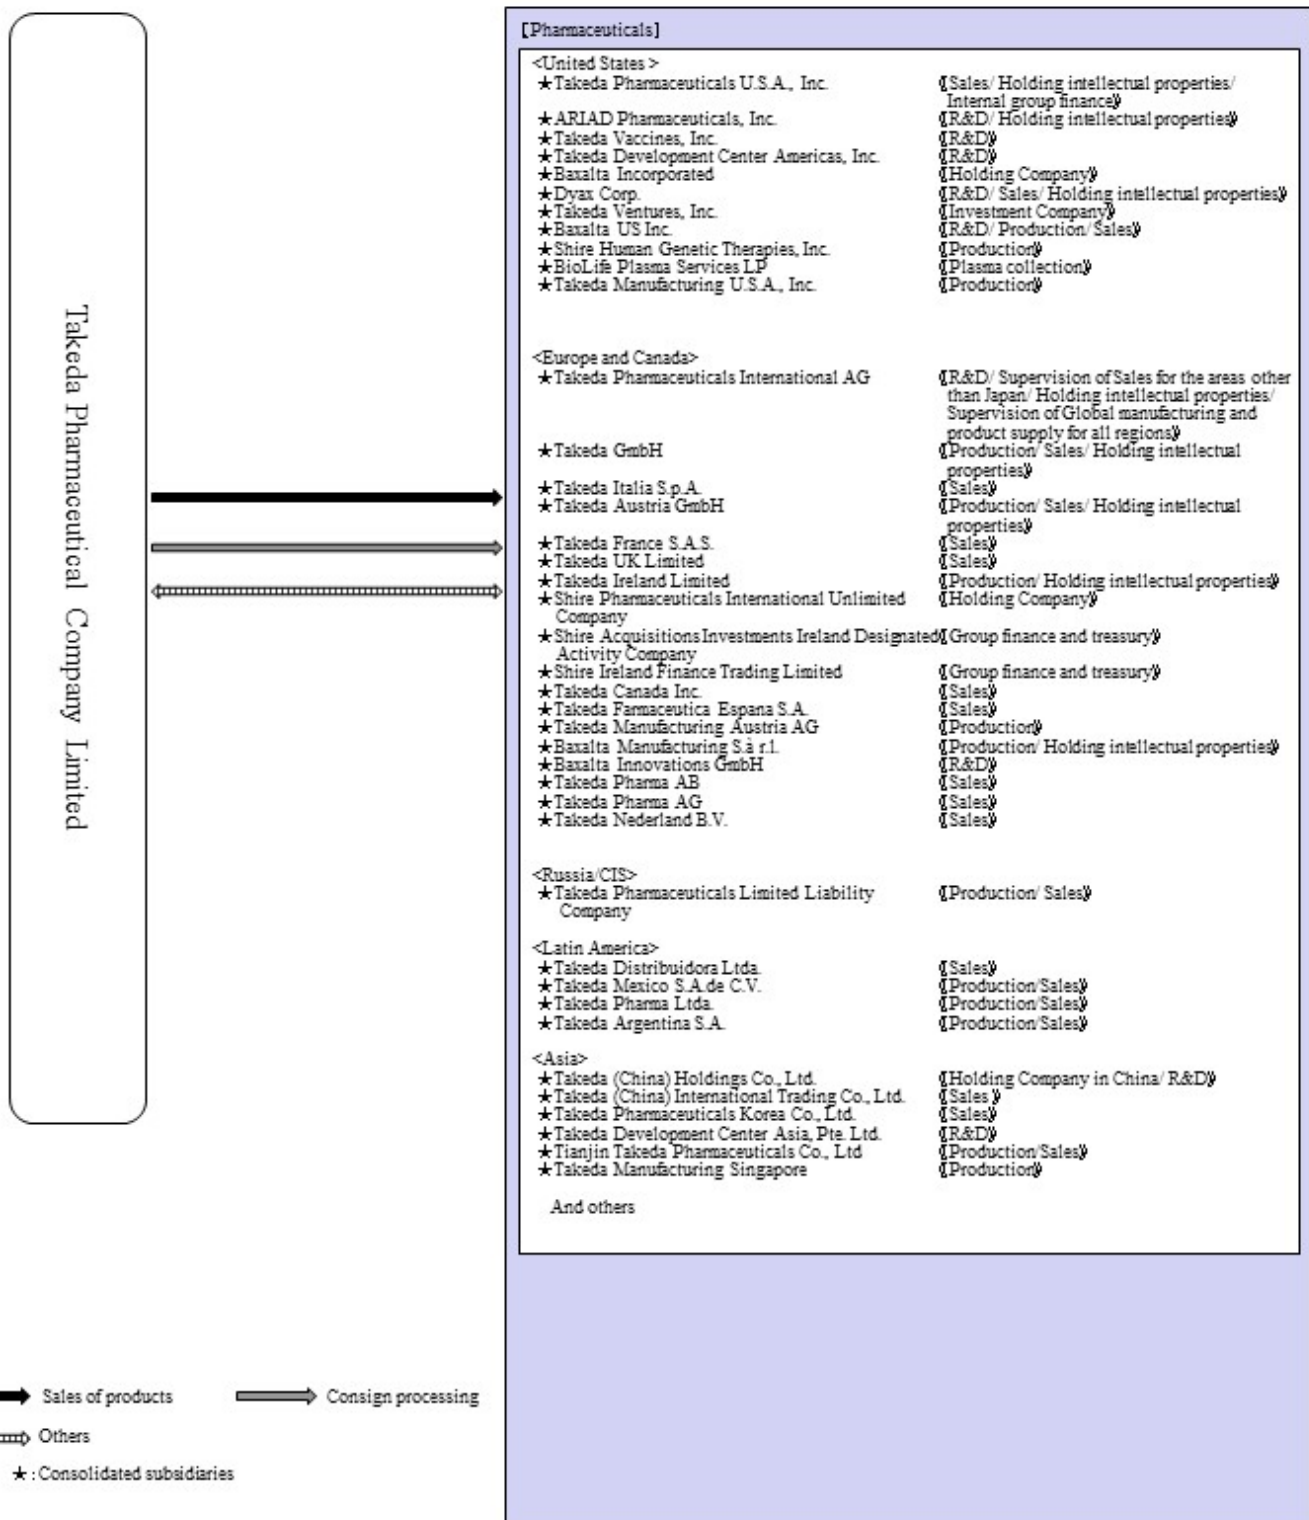 Takeda Pharmaceutical Company Limited
【Pharmaceuticals】
<United States >
★Takeda Pharmaceuticals U.S.A., Inc. 《Sales/ Holding intellectual properties/
Internal group finance》
★ARIAD Pharmaceuticals, Inc. 《R&D/ Holding intellectual properties》
★Takeda Vaccines, Inc. 《R&D》
★Takeda Development Center Americas, Inc. 《R&D》
★Baxalta Incorporated 《Holding Company》
★Dyax Corp. 《R&D/ Sales/ Holding intellectual properties》
★Takeda Ventures, Inc. 《Investment Company》
★Baxalta US Inc. 《R&D/ Production/ Sales》
★Shire Human Genetic Therapies, Inc. 《Production》
★BioLife Plasma Services LP 《Plasma collection》
★Takeda Manufacturing U.S.A., Inc. 《Production》
<Europe and Canada>
★Takeda Pharmaceuticals International AG 《R&D/ Supervision of Sales for the areas other
than Japan/ Holding intellectual properties/
Supervision of Global manufacturing and
product supply for all regions》
★Takeda GmbH 《Production/ Sales/ Holding intellectual
properties》
★Takeda Italia S.p.A. 《Sales》
★Takeda Austria GmbH 《Production/ Sales/ Holding intellectual
properties》
★Takeda France S.A.S. 《Sales》
★Takeda UK Limited 《Sales》
★Takeda Ireland Limited 《Production/ Holding intellectual properties》
★Shire Pharmaceuticals International Unlimited 《Holding Company》
Company
★Shire Acquisitions Investments Ireland Designated 《Group finance and treasury》
Activity Company
★Shire Ireland Finance Trading Limited 《Group finance and treasury》
★Takeda Canada Inc. 《Sales》
★Takeda Farmaceutica Espana S.A. 《Sales》
★Takeda Manufacturing Austria AG 《Production》
★Baxalta Manufacturing S.à r.l. 《Production/ Holding intellectual properties》
★Baxalta Innovations GmbH 《R&D》
★Takeda Pharma AB 《Sales》
★Takeda Pharma AG 《Sales》
★Takeda Nederland B.V. 《Sales》
<Russia/CIS>
★Takeda Pharmaceuticals Limited Liability 《Production/ Sales》
Company
<Latin America>
★Takeda Distribuidora Ltda. 《Sales》
★Takeda Mexico S.A.de C.V. 《Production/Sales》
★Takeda Pharma Ltda. 《Production/Sales》
★Takeda Argentina S.A. 《Production/Sales》
<Asia>
★Takeda (China) Holdings Co., Ltd. 《Holding Company in China/ R&D》
★Takeda (China) International Trading Co., Ltd. 《Sales 》
★Takeda Pharmaceuticals Korea Co., Ltd. 《Sales》
★Takeda Development Center Asia, Pte. Ltd. 《R&D》
★Tianjin Takeda Pharmaceuticals Co., Ltd 《Production/Sales》
★Takeda Manufacturing Singapore 《Production》
And others
Sales of products Consign processing
Others
★ : Consolidated subsidiaries